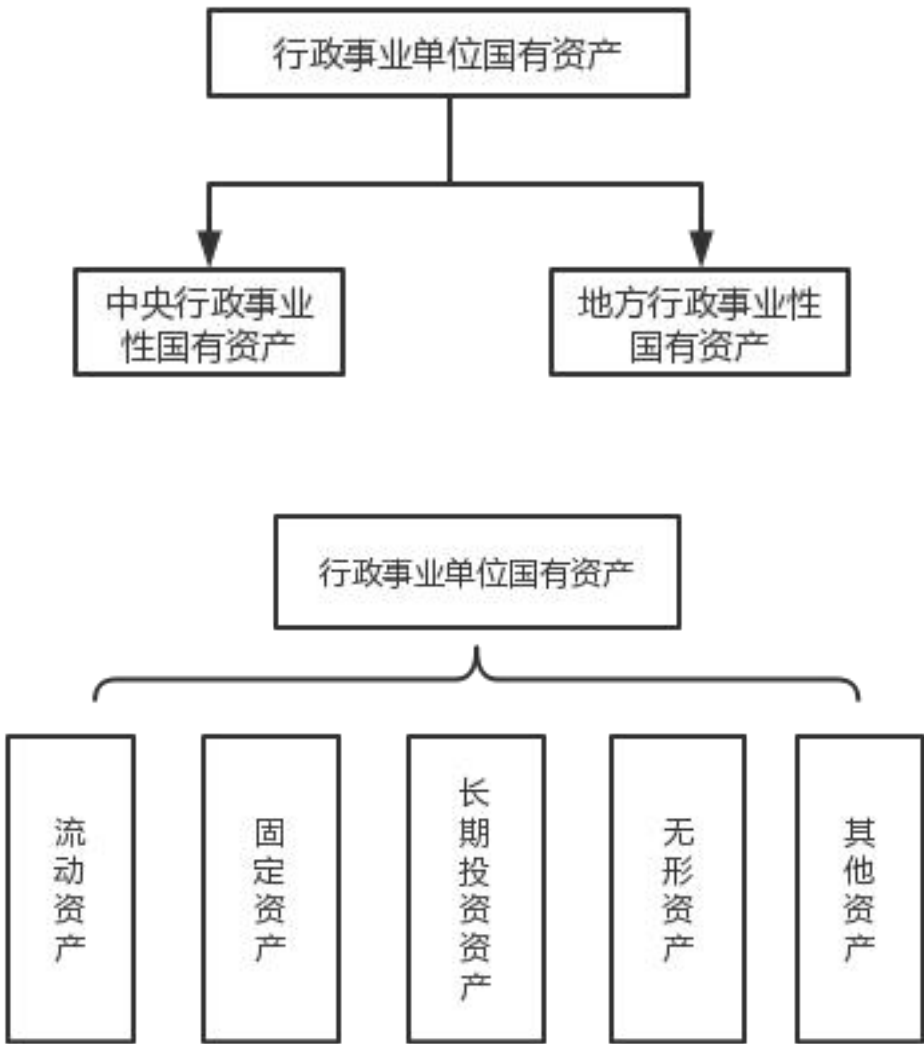 行政事业单位国有资产
中央行政事业
性国有资产
地方行政事业性
国有资产
行政事业单位国有资产
流动资产
固定资产
长期投资资产
无形资产
其他资产